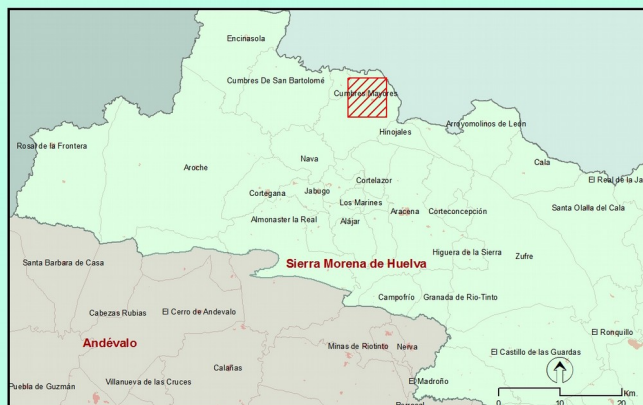 Encinasola
Cumbres De San Bartolomé
Cumbres Mayores
Hinojales
Arroyomolinos de León
Rosal de la Frontera
Aroche
Nava
Cala
El Real de la Ja
Cortegana
Jabugo
Cortelazor
Los Marines
Aracena
Corteconcepción
Santa Olalla del Cala
Almonaster la Real
Alájar
Santa Barbara de Casa
Sierra Morena de Huelva
Higuera de la Sierra
Zufre
Campofrío
Granada de Rio-Tinto
Cabezas Rubias
El Cerro de Andevalo
Andévalo
Minas de Riotinto
Nerva
El Ronquillo
El Castillo de las Guardas
Calañas
Puebla de Guzmán
Villanueva de las Cruces
El Madroño
Km
0 10 20